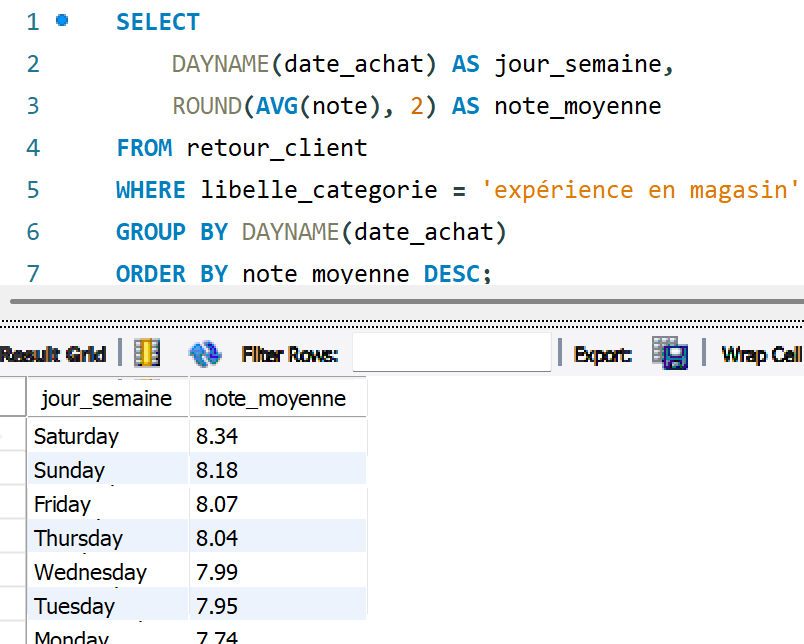 1 SELECT
2 DAYNAME(date_achat) AS jour_semaine,
3 ROUND(AVG(note), 2) AS note_moyenne
4 FROM retour_client
5 WHERE libelle_categorie = 'expérience en magasin'
6 GROUP BY DAYNAME(date_achat)
7 ORDER BY note_moyenne DESC;
Result Grid Filter Rows: Export: Wrap Cell
jour_semaine note_moyenne
Saturday 8.34
Sunday 8.18
Friday 8.07
Thursday 8.04
Wednesday 7.99
Tuesday 7.95
Monday 7.74